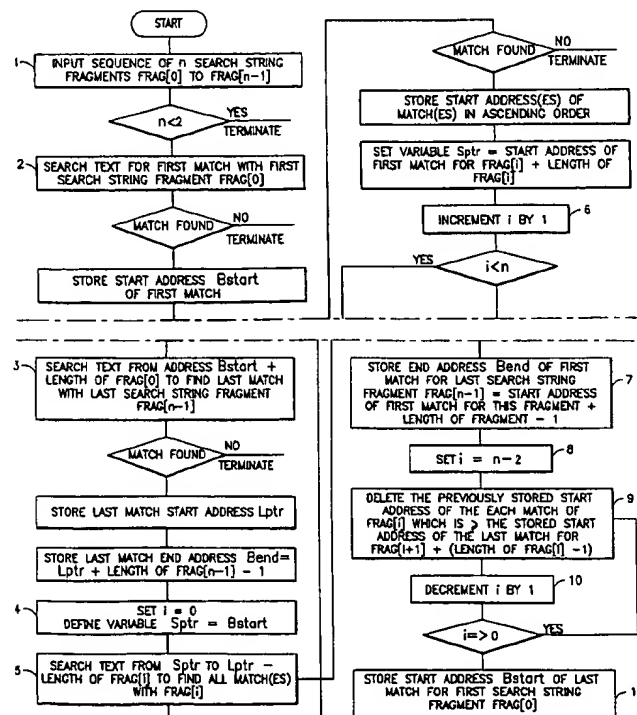 START
1
INPUT SEQUENCE OF n SEARCH STRING
FRAGMENTS FRAG[0] TO FRAG[n-1]
n<2
YES
TERMINATE
2
SEARCH TEXT FOR FIRST MATCH WITH FIRST
SEARCH STRING FRAGMENT FRAG[0]
MATCH FOUND
NO
TERMINATE
STORE START ADDRESS Bstart
OF FIRST MATCH
3
SEARCH TEXT FROM ADDRESS Bstart +
LENGTH OF FRAG[0] TO FIND LAST MATCH
WITH LAST SEARCH STRING FRAGMENT
FRAG[n-1]
MATCH FOUND
NO
TERMINATE
STORE LAST MATCH START ADDRESS Lptr
STORE LAST MATCH END ADDRESS Bend=
Lptr + LENGTH OF FRAG[n-1] - 1
4
SET i = 0
DEFINE VARIABLE Sptr = Bstart
5
SEARCH TEXT FROM Sptr TO Lptr -
LENGTH OF FRAG[i] TO FIND ALL MATCH(ES)
WITH FRAG[i]
MATCH FOUND
NO
TERMINATE
STORE START ADDRESS(ES) OF
MATCH(ES) IN ASCENDING ORDER
SET VARIABLE Sptr = START ADDRESS OF
FIRST MATCH FOR FRAG[i] + LENGTH OF
FRAG[i]
6
INCREMENT i BY 1
YES
i<n
STORE END ADDRESS Bend OF FIRST
MATCH FOR LAST SEARCH STRING
FRAGMENT FRAG[n-1] = START ADDRESS
OF FIRST MATCH FOR THIS FRAGMENT +
LENGTH OF FRAGMENT - 1
7
8
SET i = n-2
DELETE THE PREVIOUSLY STORED START
ADDRESS OF THE EACH MATCH OF
FRAG[i] WHICH IS > THE STORED START
ADDRESS OF THE LAST MATCH FOR
FRAG[i+1] + (LENGTH OF FRAG[i] -1)
9
10
DECREMENT i BY 1
i=>0
YES
STORE START ADDRESS Bstart OF LAST
MATCH FOR FIRST SEARCH STRING
FRAGMENT FRAG[0]
1